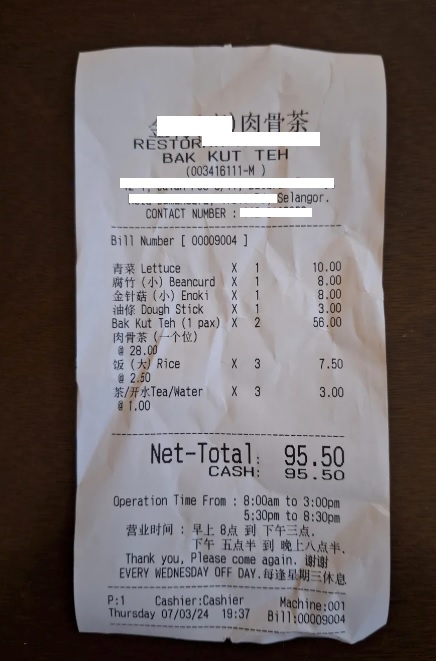 肉骨茶
BAK KUT TEH
(003416111-M )
Selangor.
CONTACT NUMBER :
Bill Number [ 00009004 ]
青菜 Lettuce X 1 10.00
腐竹（小）Beancurd X 1 8.00
金针菇（小）Enoki X 1 8.00
油條 Dough Stick X 1 3.00
Bak Kut Teh (1 pax) X 2 56.00
肉骨茶（一个位）
@ 28.00
饭（大）Rice X 3 7.50
@ 2.50
茶/开水Tea/Water X 3 3.00
@ 1.00
Net-Total: 95.50
CASH: 95.50
Operation Time From : 8:00am to 3:00pm
5:30pm to 8:30pm
营业时间 : 早上 8点 到 下午三点.
下午 五点半 到 晚上八点半.
Thank you, Please come again. 谢谢
EVERY WEDNESDAY OFF DAY.每逢星期三休息
P:1 Cashier:Cashier Machine:001
Thursday 07/03/24 19:37 Bill:00009004